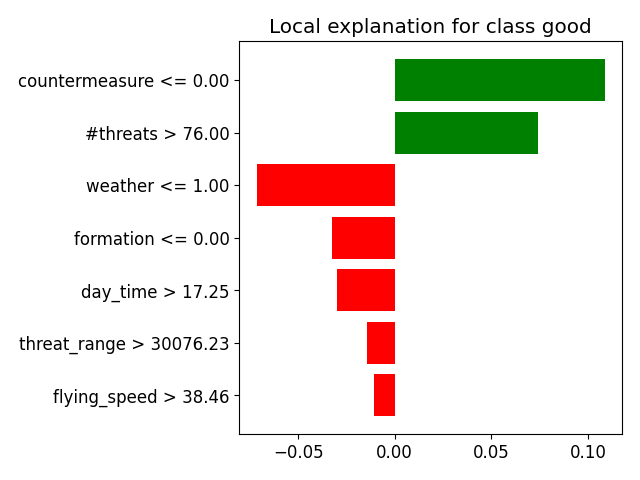 Local explanation for class good
countermeasure <= 0.00
#threats > 76.00
weather <= 1.00
formation <= 0.00
day_time > 17.25
threat_range > 30076.23
flying_speed > 38.46
−0.05 0.00 0.05 0.10